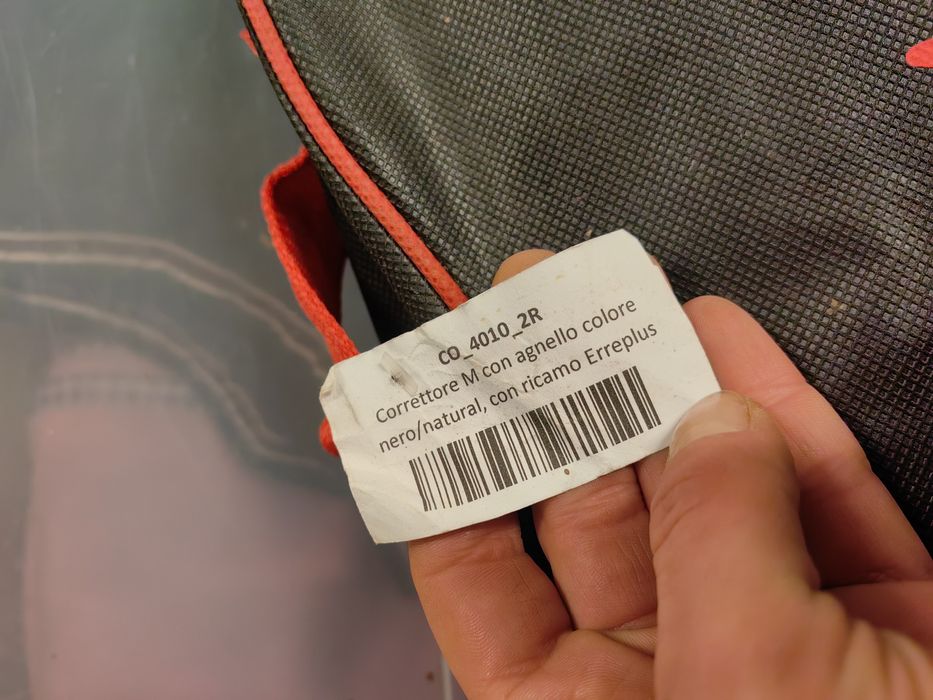 CO_4010_2R
Correttore M con agnello colore
nero/natural, con ricamo Erreplus